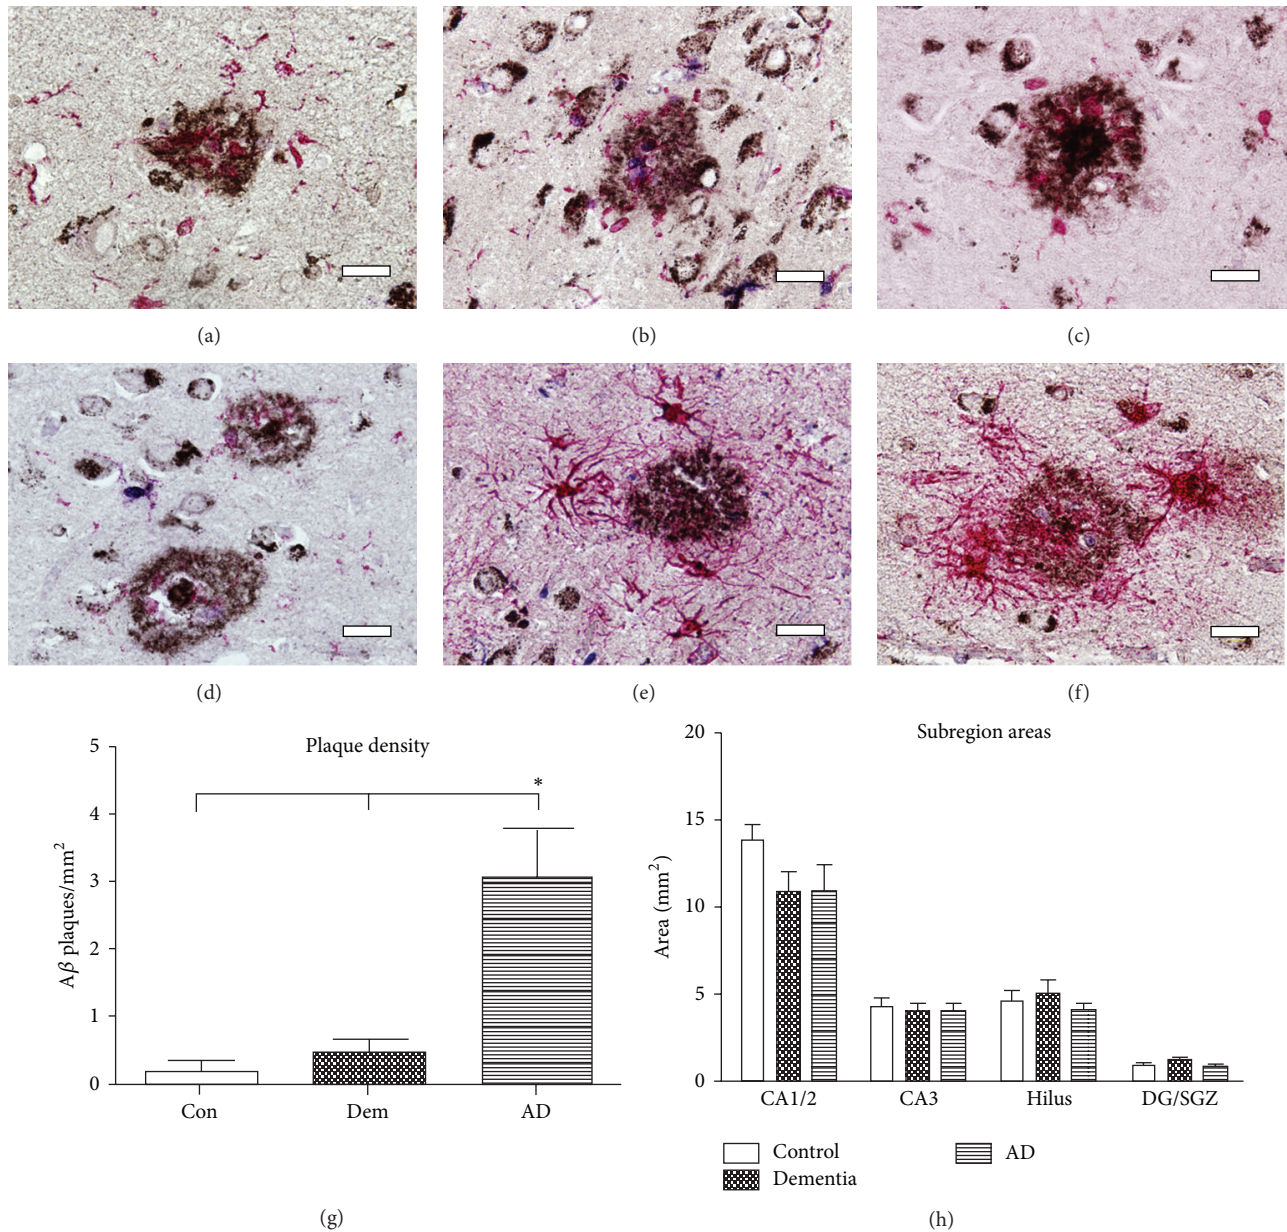 (a)
(b)
(c)
(d)
(e)
(f)
Plaque density
5
4
3
2
1
0
Aβ plaques/mm²
*
Con
Dem
AD
(g)
Subregion areas
20
15
10
5
0
Area (mm²)
CA1/2
CA3
Hilus
DG/SGZ
Control
AD
Dementia
(h)